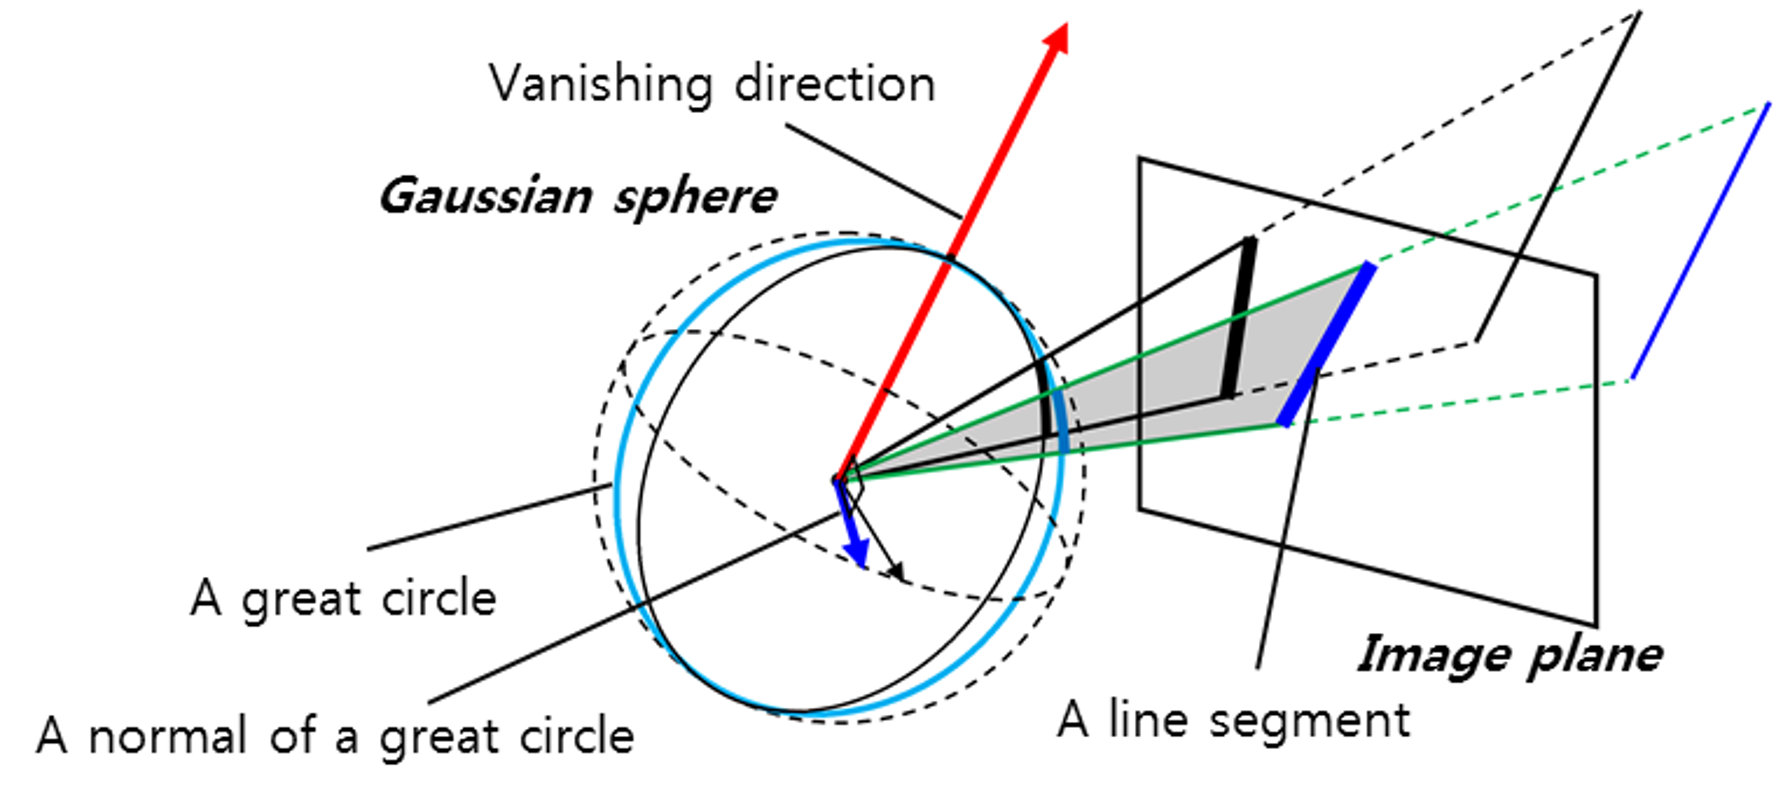 Vanishing direction
Gaussian sphere
A great circle
A normal of a great circle
Image plane
A line segment